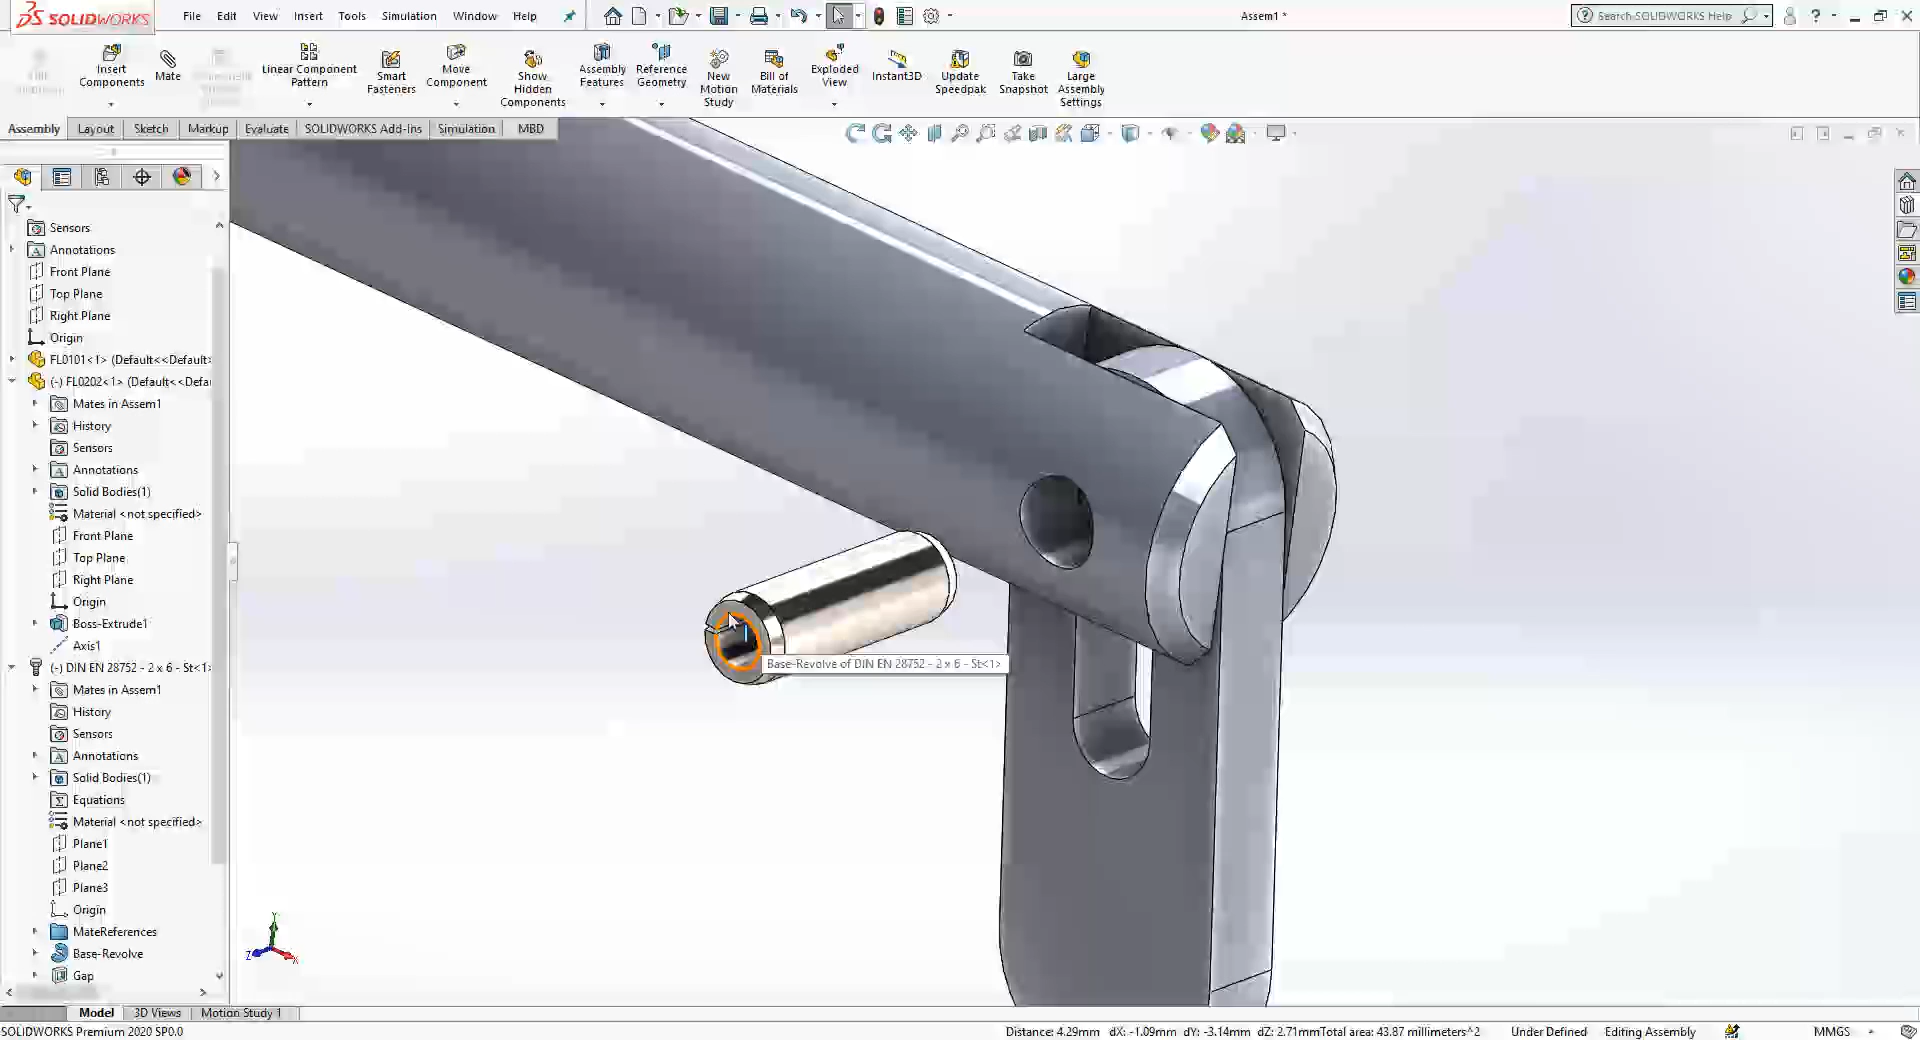 SOLIDWORKS
File Edit View Insert Tools Simulation Window Help
Assem1 *
Search SOLIDWORKS Help
Insert Components
Mate
Linear Component Pattern
Smart Fasteners
Move Component
Show Hidden Components
Assembly Features
Reference Geometry
New Motion Study
Bill of Materials
Exploded View
Instant3D
Update Speedpak
Take Snapshot
Large Assembly Settings
Assembly Layout Sketch Markup Evaluate SOLIDWORKS Add-Ins Simulation MBD
Sensors
Annotations
Front Plane
Top Plane
Right Plane
Origin
FL0101<1> (Default<<Default>
(-) FL0202<1> (Default<<Defau
Mates in Assem1
History
Sensors
Annotations
Solid Bodies(1)
Material <not specified>
Front Plane
Top Plane
Right Plane
Origin
Boss-Extrude1
Axis1
(-) DIN EN 28752 - 2 x 6 - St<1>
Mates in Assem1
History
Sensors
Annotations
Solid Bodies(1)
Equations
Material <not specified>
Plane1
Plane2
Plane3
Origin
MateReferences
Base-Revolve
Gap
Base-Revolve of DIN EN 28752 - 2 x 6 - St<1>
Y
Z
X
Model 3D Views Motion Study 1
SOLIDWORKS Premium 2020 SP0.0
Distance: 4.29mm dX: -1.09mm dY: -3.14mm dZ: 2.71mmTotal area: 43.87 millimeters^2 Under Defined Editing Assembly MMGS